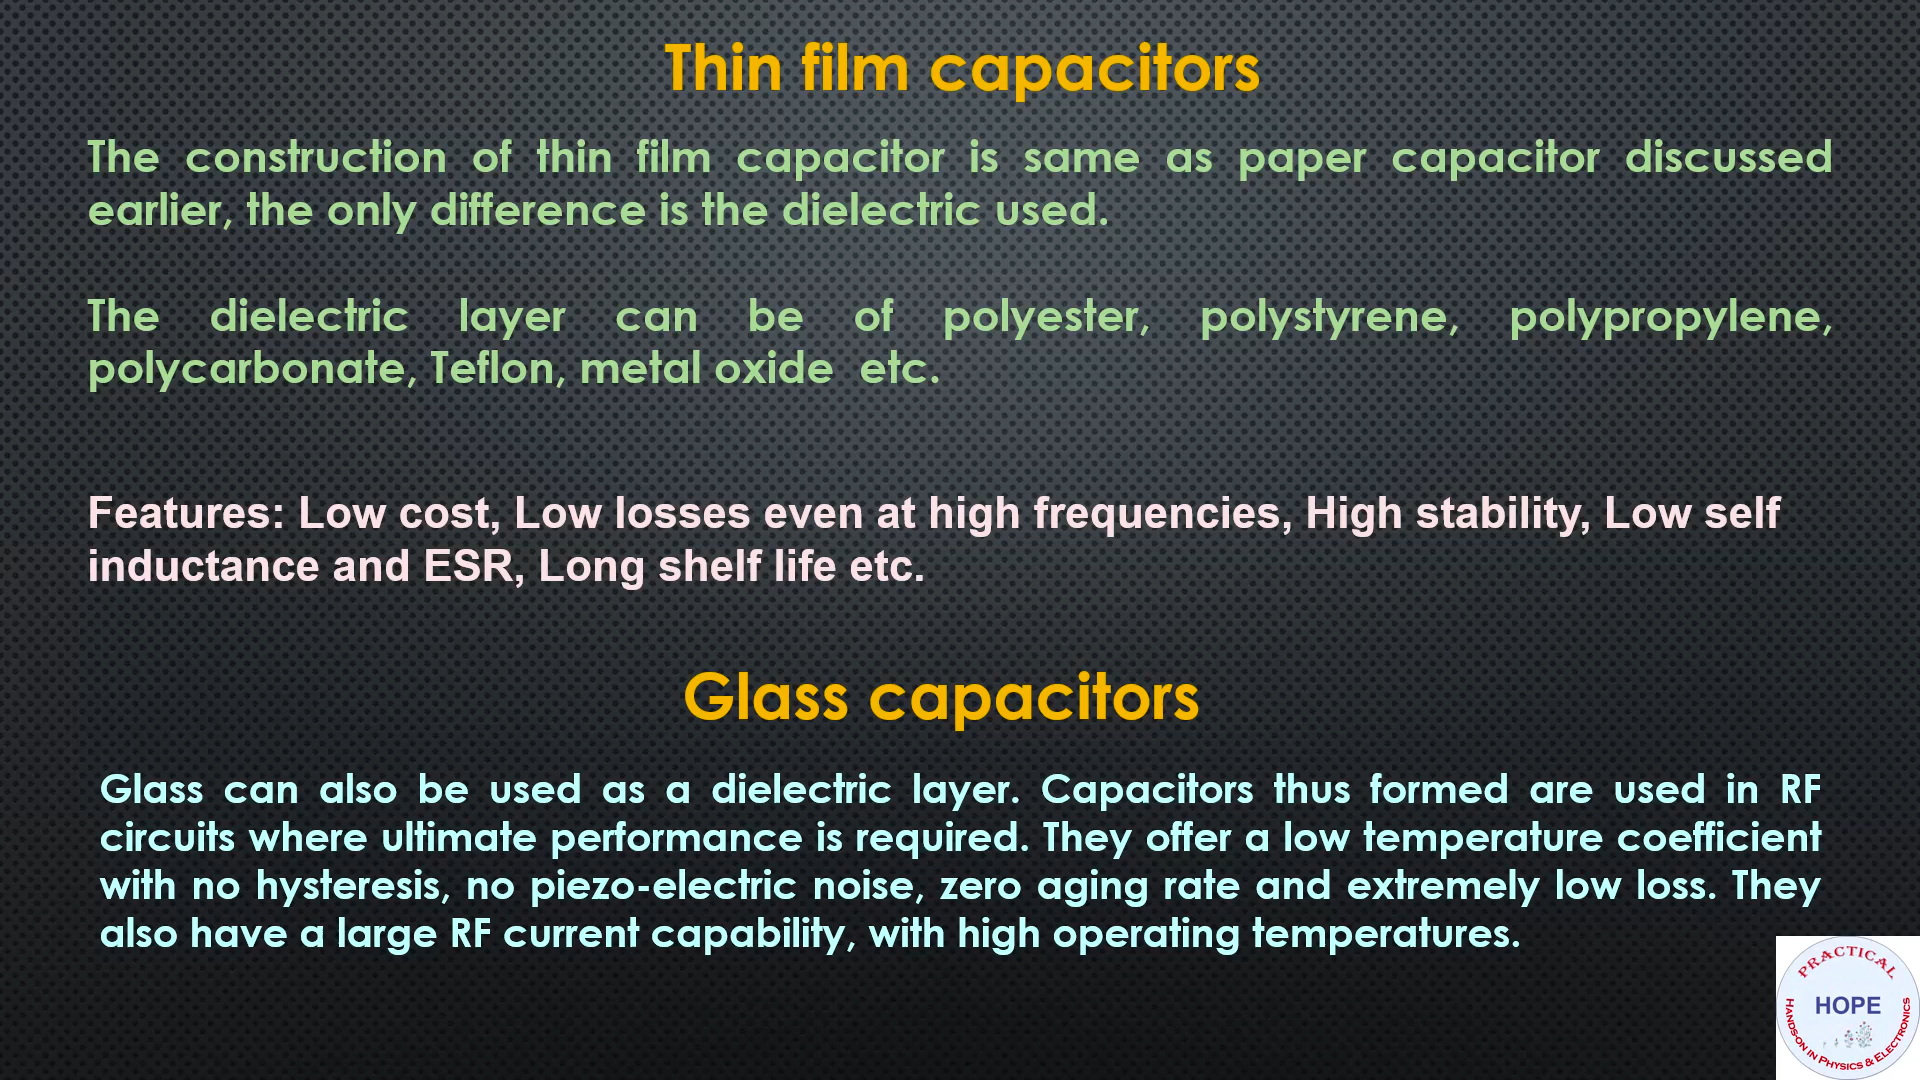 Thin film capacitors
The construction of thin film capacitor is same as paper capacitor discussed
earlier, the only difference is the dielectric used.
The dielectric layer can be of polyester, polystyrene, polypropylene,
polycarbonate, Teflon, metal oxide etc.
Features: Low cost, Low losses even at high frequencies, High stability, Low self
inductance and ESR, Long shelf life etc.
Glass capacitors
Glass can also be used as a dielectric layer. Capacitors thus formed are used in RF
circuits where ultimate performance is required. They offer a low temperature coefficient
with no hysteresis, no piezo-electric noise, zero aging rate and extremely low loss. They
also have a large RF current capability, with high operating temperatures.
PRACTICAL
HOPE
HANDS-ON IN PHYSICS & ELECTRONICS